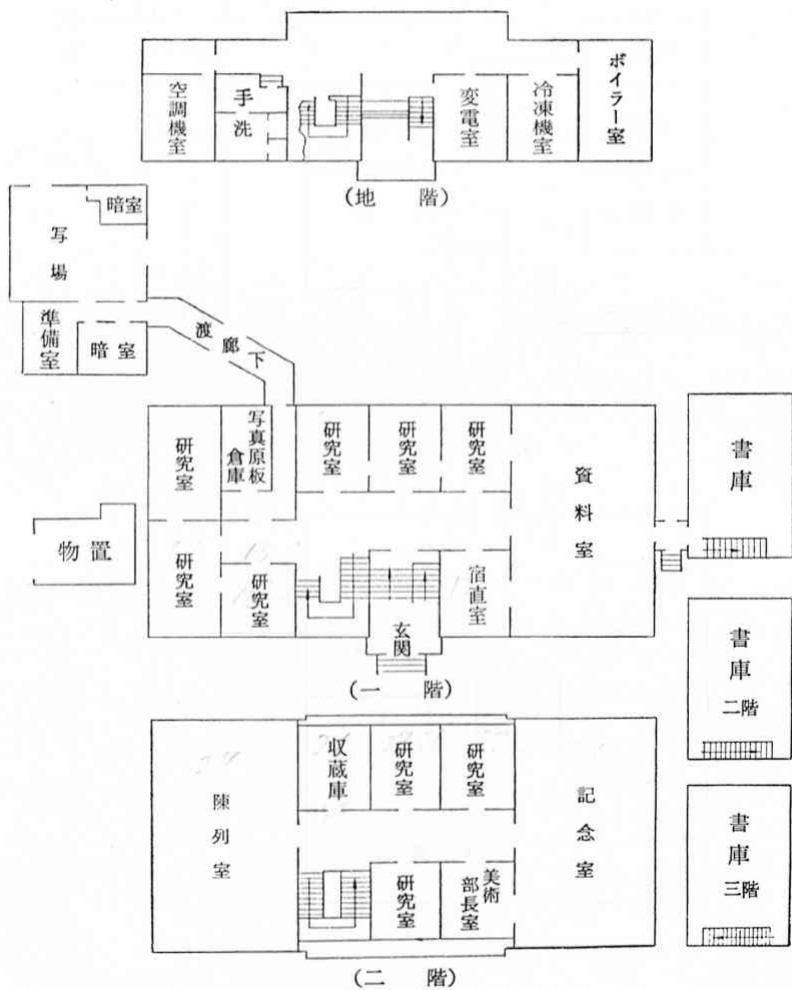 空調機室
手洗
変電室
冷凍機室
ボイラー室
（地　階）
暗室
写場
準備室
暗室
渡廊下
研究室
写真原板
倉庫
研究室
研究室
研究室
資料室
書庫
物置
研究室
研究室
宿直室
玄関
（一　階）
書庫
二階
収蔵庫
研究室
研究室
陳列室
記念室
研究室
美術
部長室
書庫
三階
（二　階）